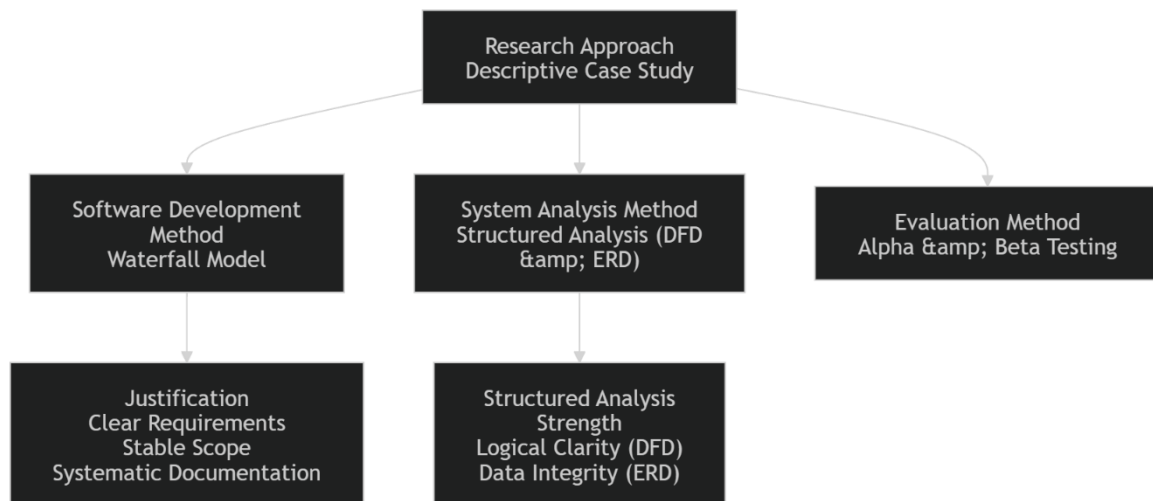 Research Approach
Descriptive Case Study
Software Development
Method
Waterfall Model
System Analysis Method
Structured Analysis (DFD
&amp; ERD)
Evaluation Method
Alpha &amp; Beta Testing
Justification
Clear Requirements
Stable Scope
Systematic Documentation
Structured Analysis
Strength
Logical Clarity (DFD)
Data Integrity (ERD)